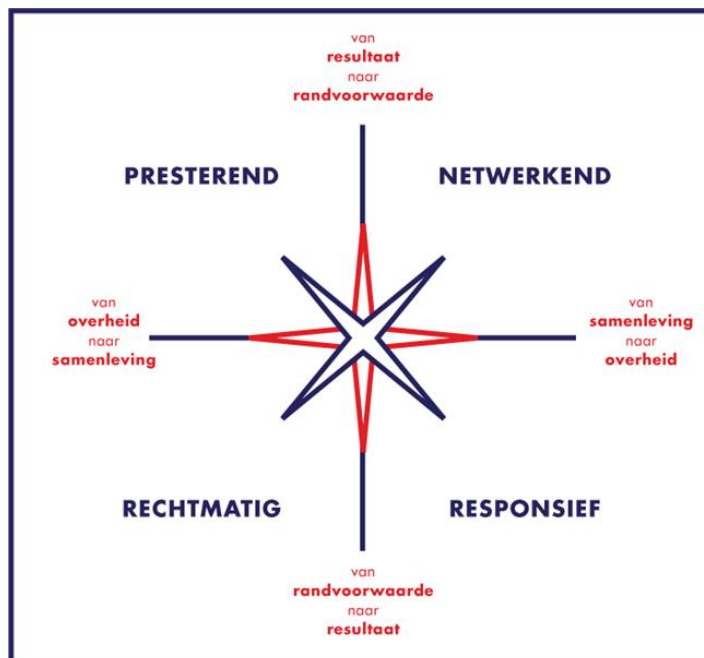 van
resultaat
naar
randvoorwaarde
PRESTEREND
NETWERKEND
van
overheid
naar
samenleving
van
samenleving
naar
overheid
RECHTMATIG
RESPONSIEF
van
randvoorwaarde
naar
resultaat